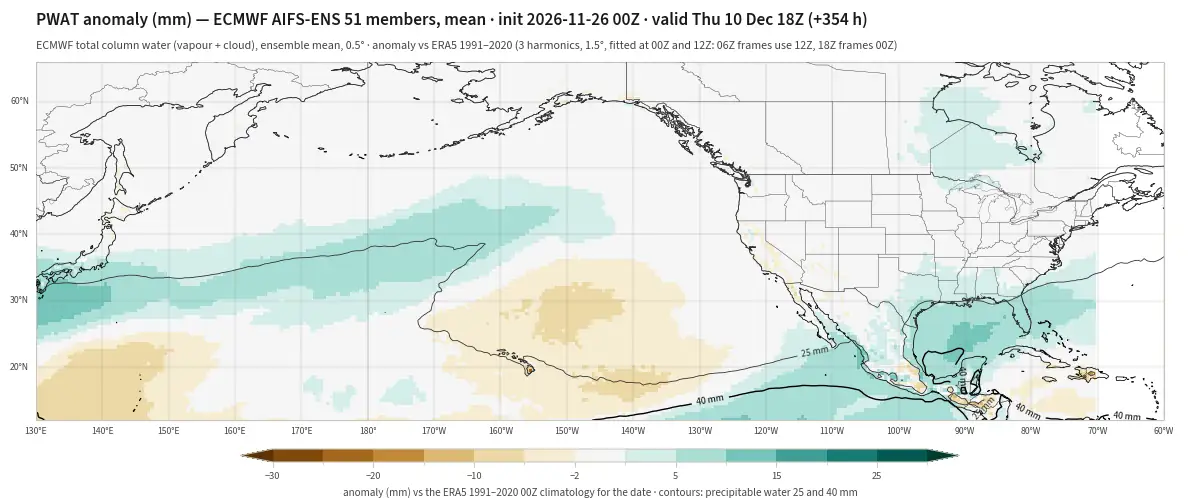 PWAT anomaly (mm) — ECMWF AIFS-ENS 51 members, mean · init 2026-11-26 00Z · valid Thu 10 Dec 18Z (+354 h)
ECMWF total column water (vapour + cloud), ensemble mean, 0.5° · anomaly vs ERA5 1991–2020 (3 harmonics, 1.5°, fitted at 00Z and 12Z: 06Z frames use 12Z, 18Z frames 00Z)
60°N
50°N
40°N
30°N
20°N
25 mm
40 mm
40 mm
40 mm
40 mm
130°E 140°E 150°E 160°E 170°E 180° 170°W 160°W 150°W 140°W 130°W 120°W 110°W 100°W 90°W 80°W 70°W 60°W
−30 −20 −10 −2 5 15 25
anomaly (mm) vs the ERA5 1991–2020 00Z climatology for the date · contours: precipitable water 25 and 40 mm